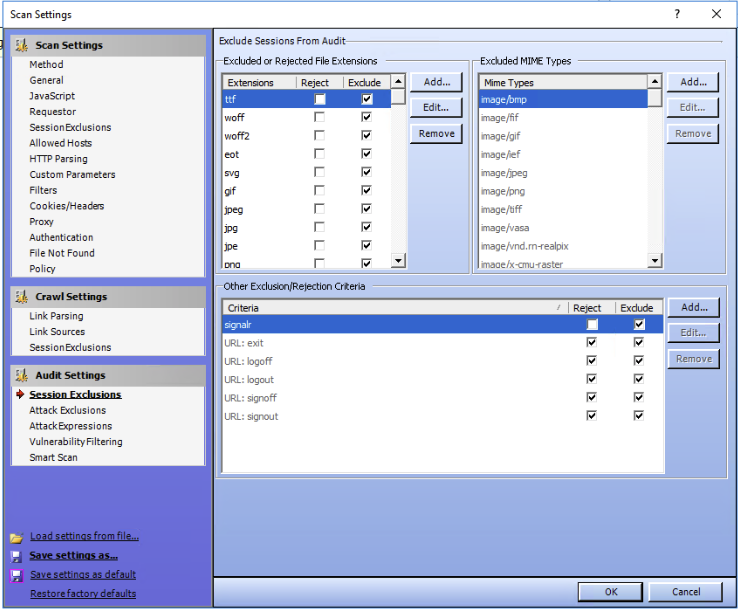 Scan Settings ? ×
Scan Settings
Method
General
JavaScript
Requestor
SessionExclusions
Allowed Hosts
HTTP Parsing
Custom Parameters
Filters
Cookies/Headers
Proxy
Authentication
File Not Found
Policy
Crawl Settings
Link Parsing
Link Sources
SessionExclusions
Audit Settings
Session Exclusions
Attack Exclusions
AttackExpressions
Vulnerability Filtering
Smart Scan
Load settings from file...
Save settings as...
Save settings as default
Restore factory defaults
Exclude Sessions From Audit
Excluded or Rejected File Extensions
Extensions Reject Exclude
ttf
woff
woff2
eot
svg
gif
jpeg
jpg
jpe
png
Add...
Edit...
Remove
Excluded MIME Types
Mime Types
image/bmp
image/fif
image/gif
image/ief
image/jpeg
image/png
image/tiff
image/vasa
image/vnd.rn-realpix
image/x-cmu-raster
Add...
Edit...
Remove
Other Exclusion/Rejection Criteria
Criteria / Reject Exclude
signalr
URL: exit
URL: logoff
URL: logout
URL: signoff
URL: signout
Add...
Edit...
Remove
OK Cancel